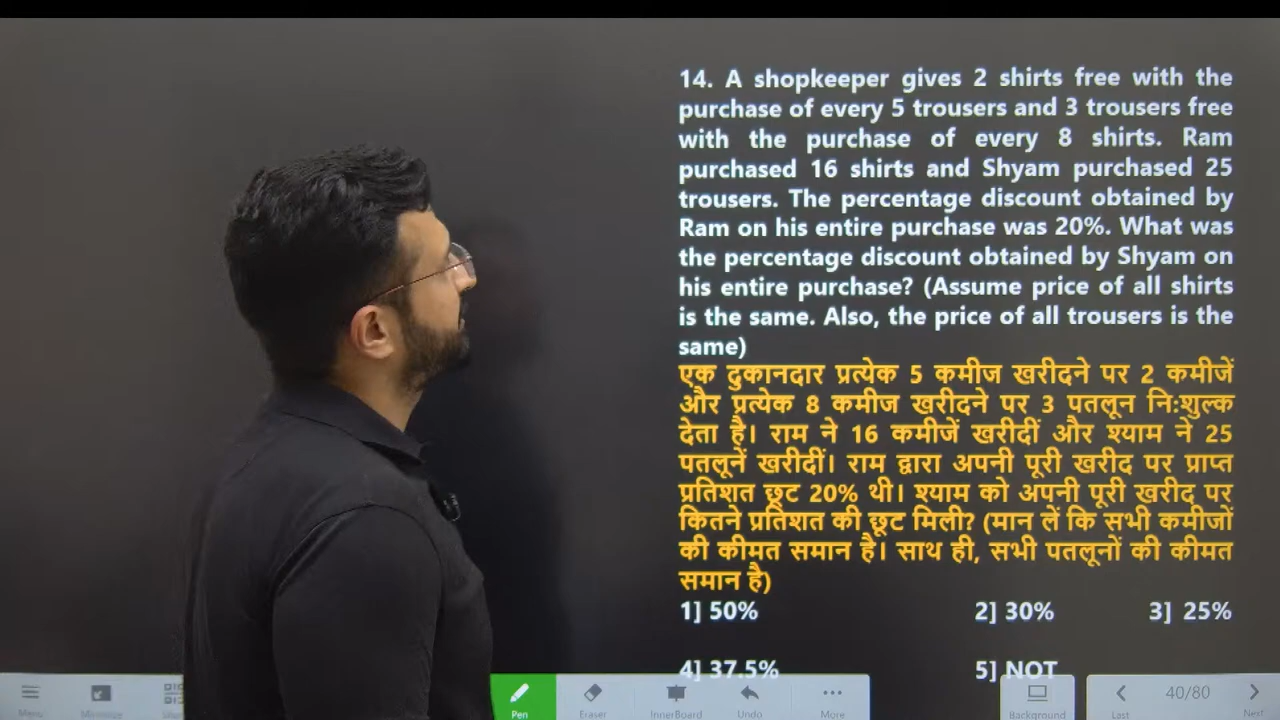 14. A shopkeeper gives 2 shirts free with the
purchase of every 5 trousers and 3 trousers free
with the purchase of every 8 shirts. Ram
purchased 16 shirts and Shyam purchased 25
trousers. The percentage discount obtained by
Ram on his entire purchase was 20%. What was
the percentage discount obtained by Shyam on
his entire purchase? (Assume price of all shirts
is the same. Also, the price of all trousers is the
same)
एक दुकानदार प्रत्येक 5 कमीज खरीदने पर 2 कमीजें
और प्रत्येक 8 कमीज खरीदने पर 3 पतलून नि:शुल्क
देता है। राम ने 16 कमीजें खरीदीं और श्याम ने 25
पतलूनें खरीदीं। राम द्वारा अपनी पूरी खरीद पर प्राप्त
प्रतिशत छूट 20% थी। श्याम को अपनी पूरी खरीद पर
कितने प्रतिशत की छूट मिली? (मान लें कि सभी कमीजों
की कीमत समान है। साथ ही, सभी पतलूनों की कीमत
समान है)
1] 50% 2] 30% 3] 25%
4] 37.5% 5] NOT
Menu Pen Eraser InnerBoard Undo More Background Last 40/80 Next